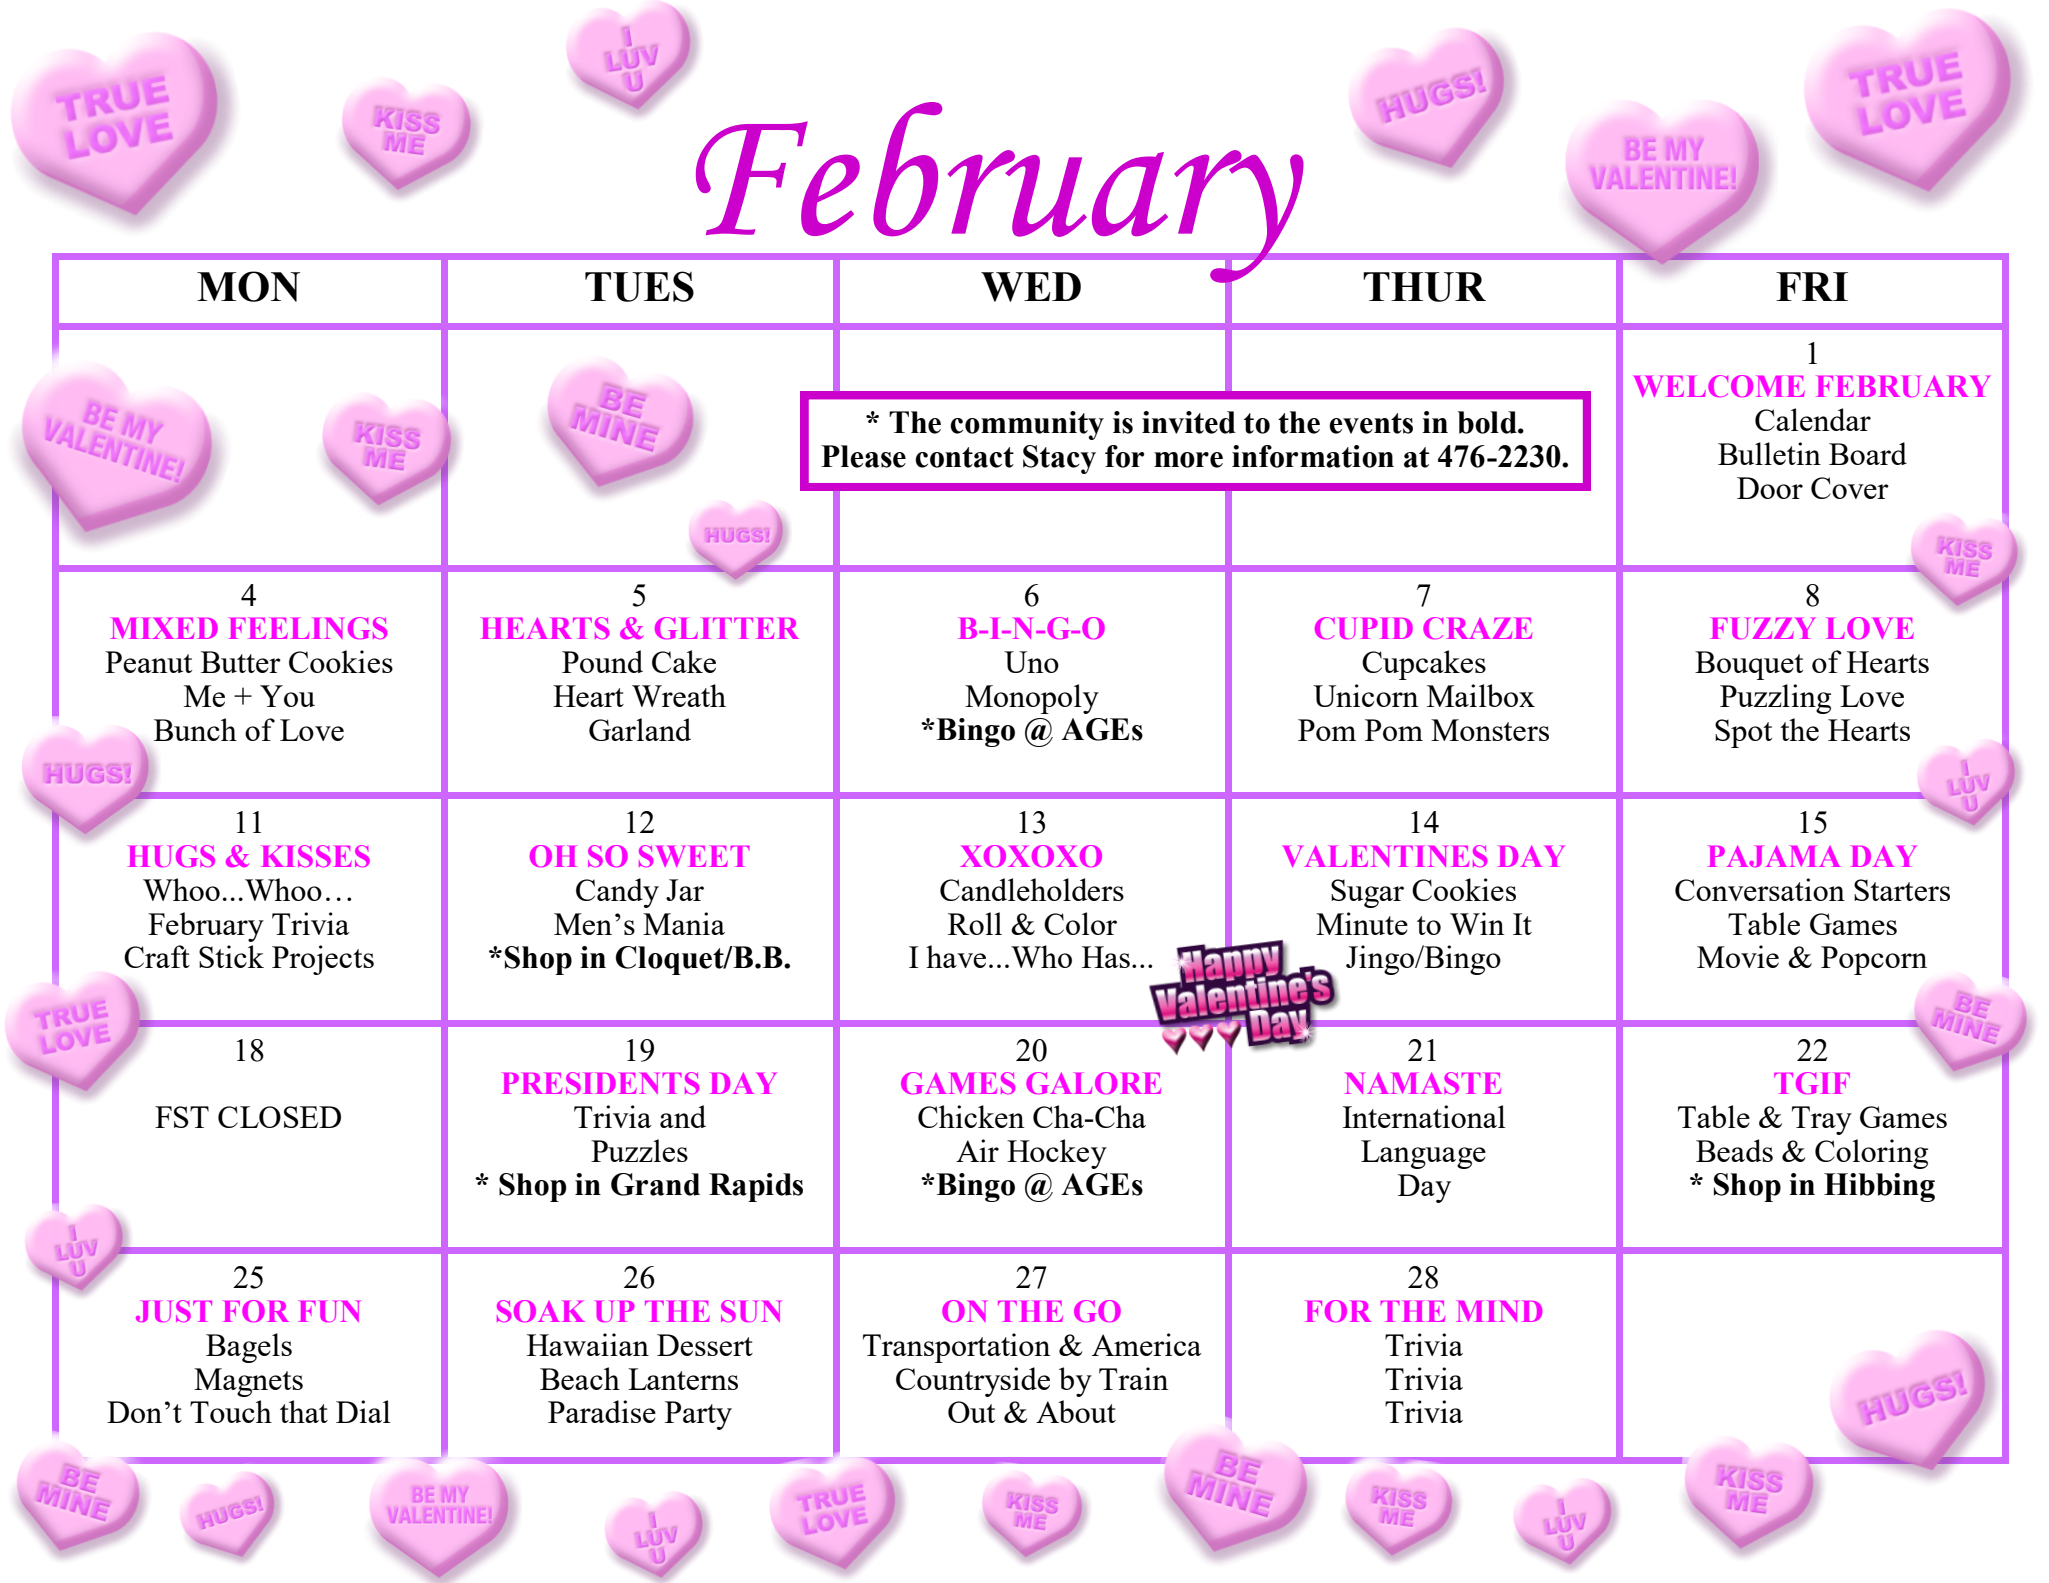 TRUE
LOVE
KISS
ME
I
LUV
U
HUGS!
BE MY
VALENTINE!
TRUE
LOVE
February
MON
TUES
WED
THUR
FRI
BE MY
VALENTINE!
KISS
ME
BE
MINE
HUGS!
* The community is invited to the events in bold.
Please contact Stacy for more information at 476-2230.
1
WELCOME FEBRUARY
Calendar
Bulletin Board
Door Cover
KISS
ME
4
MIXED FEELINGS
Peanut Butter Cookies
Me + You
Bunch of Love
HUGS!
5
HEARTS & GLITTER
Pound Cake
Heart Wreath
Garland
6
B-I-N-G-O
Uno
Monopoly
*Bingo @ AGEs
7
CUPID CRAZE
Cupcakes
Unicorn Mailbox
Pom Pom Monsters
8
FUZZY LOVE
Bouquet of Hearts
Puzzling Love
Spot the Hearts
I
LUV
U
11
HUGS & KISSES
Whoo...Whoo…
February Trivia
Craft Stick Projects
TRUE
LOVE
12
OH SO SWEET
Candy Jar
Men’s Mania
*Shop in Cloquet/B.B.
13
XOXOXO
Candleholders
Roll & Color
I have...Who Has...
14
VALENTINES DAY
Sugar Cookies
Minute to Win It
Jingo/Bingo
Happy
Valentine's
Day
15
PAJAMA DAY
Conversation Starters
Table Games
Movie & Popcorn
BE
MINE
18
FST CLOSED
I
LUV
U
19
PRESIDENTS DAY
Trivia and
Puzzles
* Shop in Grand Rapids
20
GAMES GALORE
Chicken Cha-Cha
Air Hockey
*Bingo @ AGEs
21
NAMASTE
International
Language
Day
22
TGIF
Table & Tray Games
Beads & Coloring
* Shop in Hibbing
25
JUST FOR FUN
Bagels
Magnets
Don’t Touch that Dial
26
SOAK UP THE SUN
Hawaiian Dessert
Beach Lanterns
Paradise Party
27
ON THE GO
Transportation & America
Countryside by Train
Out & About
28
FOR THE MIND
Trivia
Trivia
Trivia
HUGS!
BE
MINE
HUGS!
BE MY
VALENTINE!
I
LUV
U
TRUE
LOVE
KISS
ME
BE
MINE
KISS
ME
I
LUV
U
KISS
ME